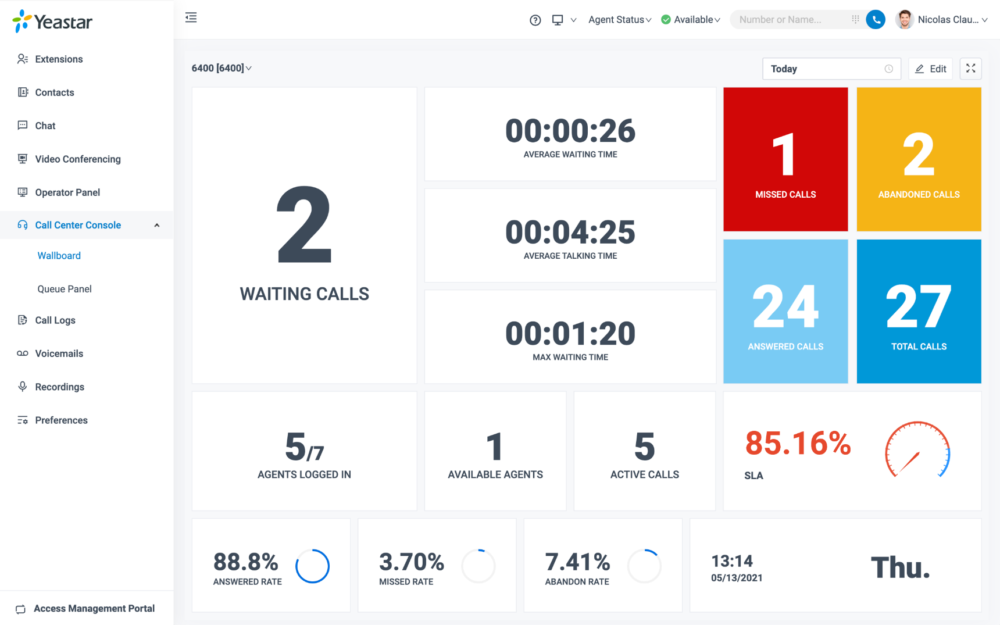 Yeastar
Agent Status
Available
Number or Name...
Nicolas Clau...
Extensions
Contacts
Chat
Video Conferencing
Operator Panel
Call Center Console
Wallboard
Queue Panel
Call Logs
Voicemails
Recordings
Preferences
Access Management Portal
6400 [6400]
Today
Edit
2
WAITING CALLS
00:00:26
AVERAGE WAITING TIME
00:04:25
AVERAGE TALKING TIME
00:01:20
MAX WAITING TIME
1
MISSED CALLS
2
ABANDONED CALLS
24
ANSWERED CALLS
27
TOTAL CALLS
5/7
AGENTS LOGGED IN
1
AVAILABLE AGENTS
5
ACTIVE CALLS
85.16%
SLA
88.8%
ANSWERED RATE
3.70%
MISSED RATE
7.41%
ABANDON RATE
13:14
05/13/2021
Thu.